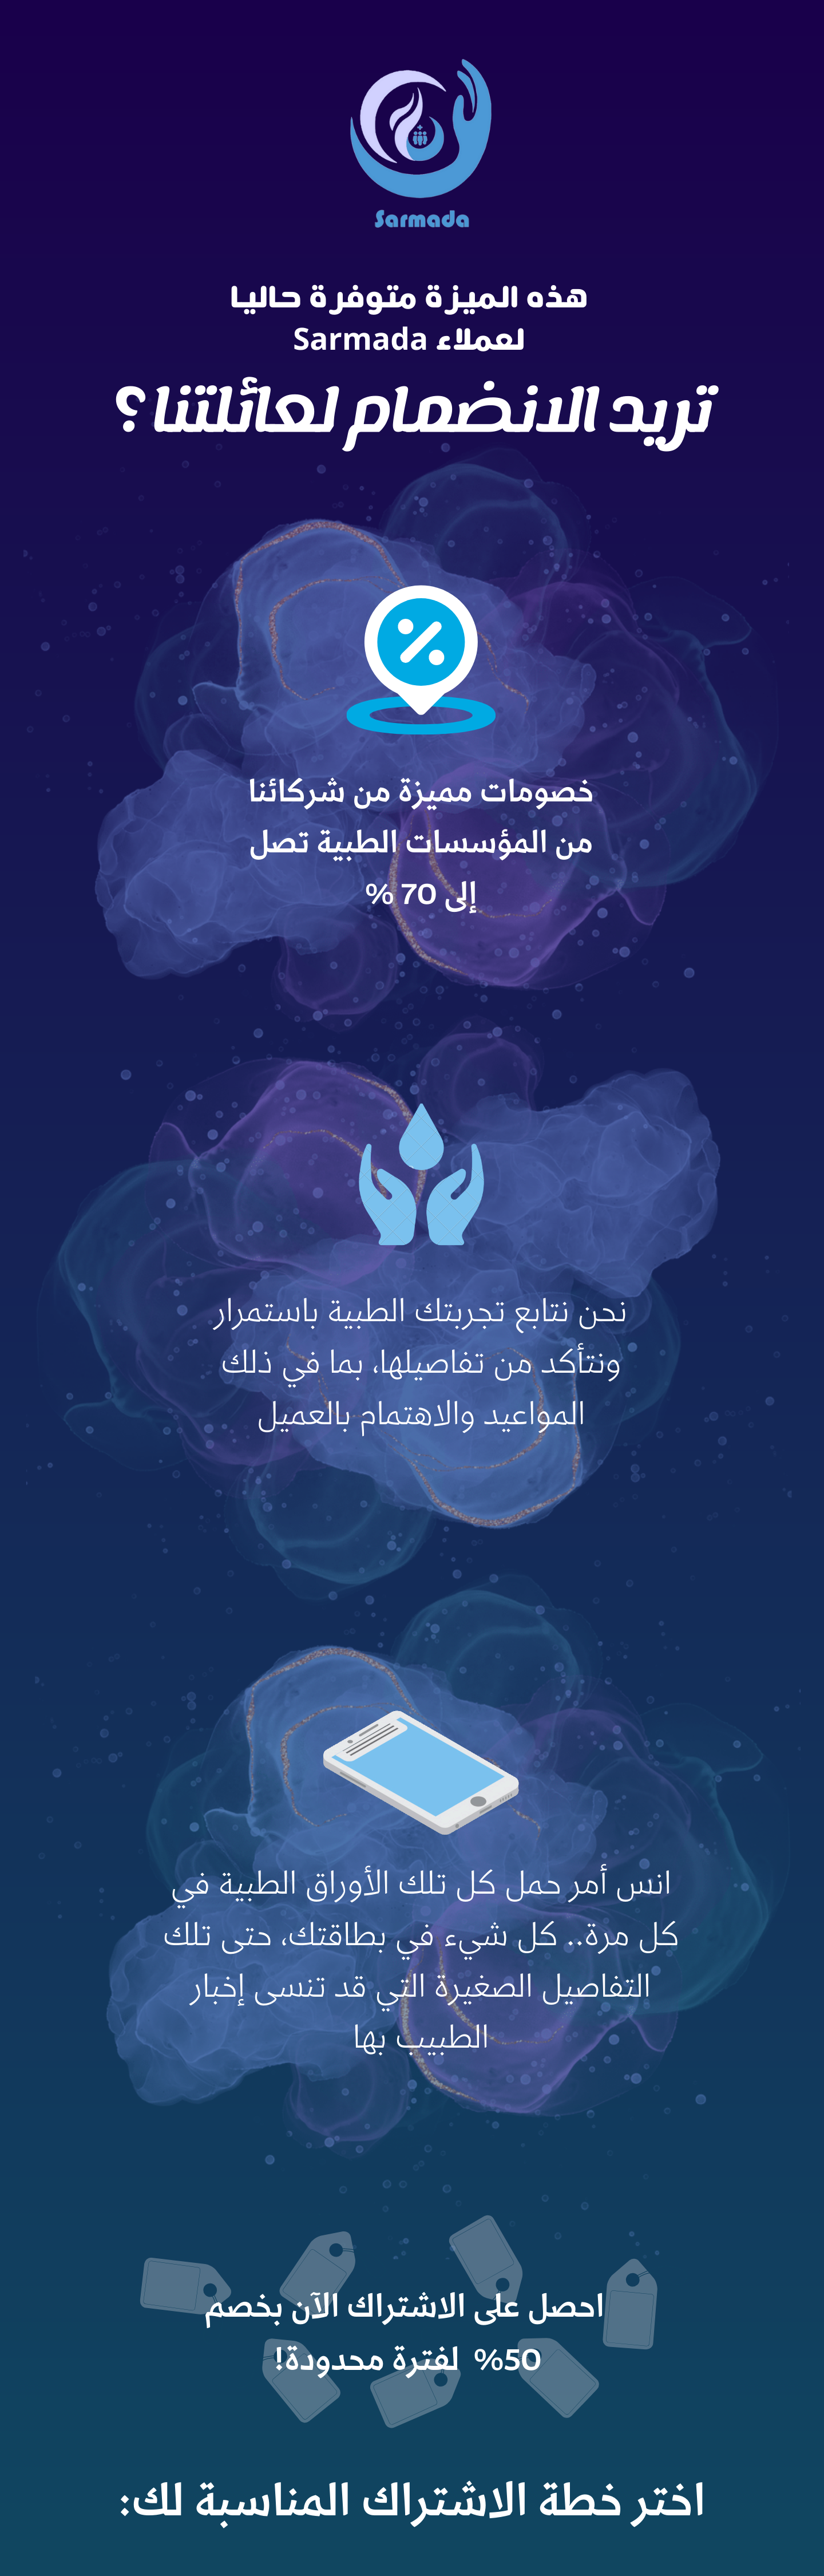 Sarmada
هذه الميزة متوفرة حاليا
لعملاء Sarmada
تريد الانضمام لعائلتنا؟
خصومات مميزة من شركائنا
من المؤسسات الطبية تصل
إلى 70 %
نحن نتابع تجربتك الطبية باستمرار
ونتأكد من تفاصيلها، بما في ذلك
المواعيد والاهتمام بالعميل
انس أمر حمل كل تلك الأوراق الطبية في
كل مرة.. كل شيء في بطاقتك، حتى تلك
التفاصيل الصغيرة التي قد تنسى إخبار
الطبيب بها
احصل على الاشتراك الآن بخصم
50% لفترة محدودة!
اختر خطة الاشتراك المناسبة لك: